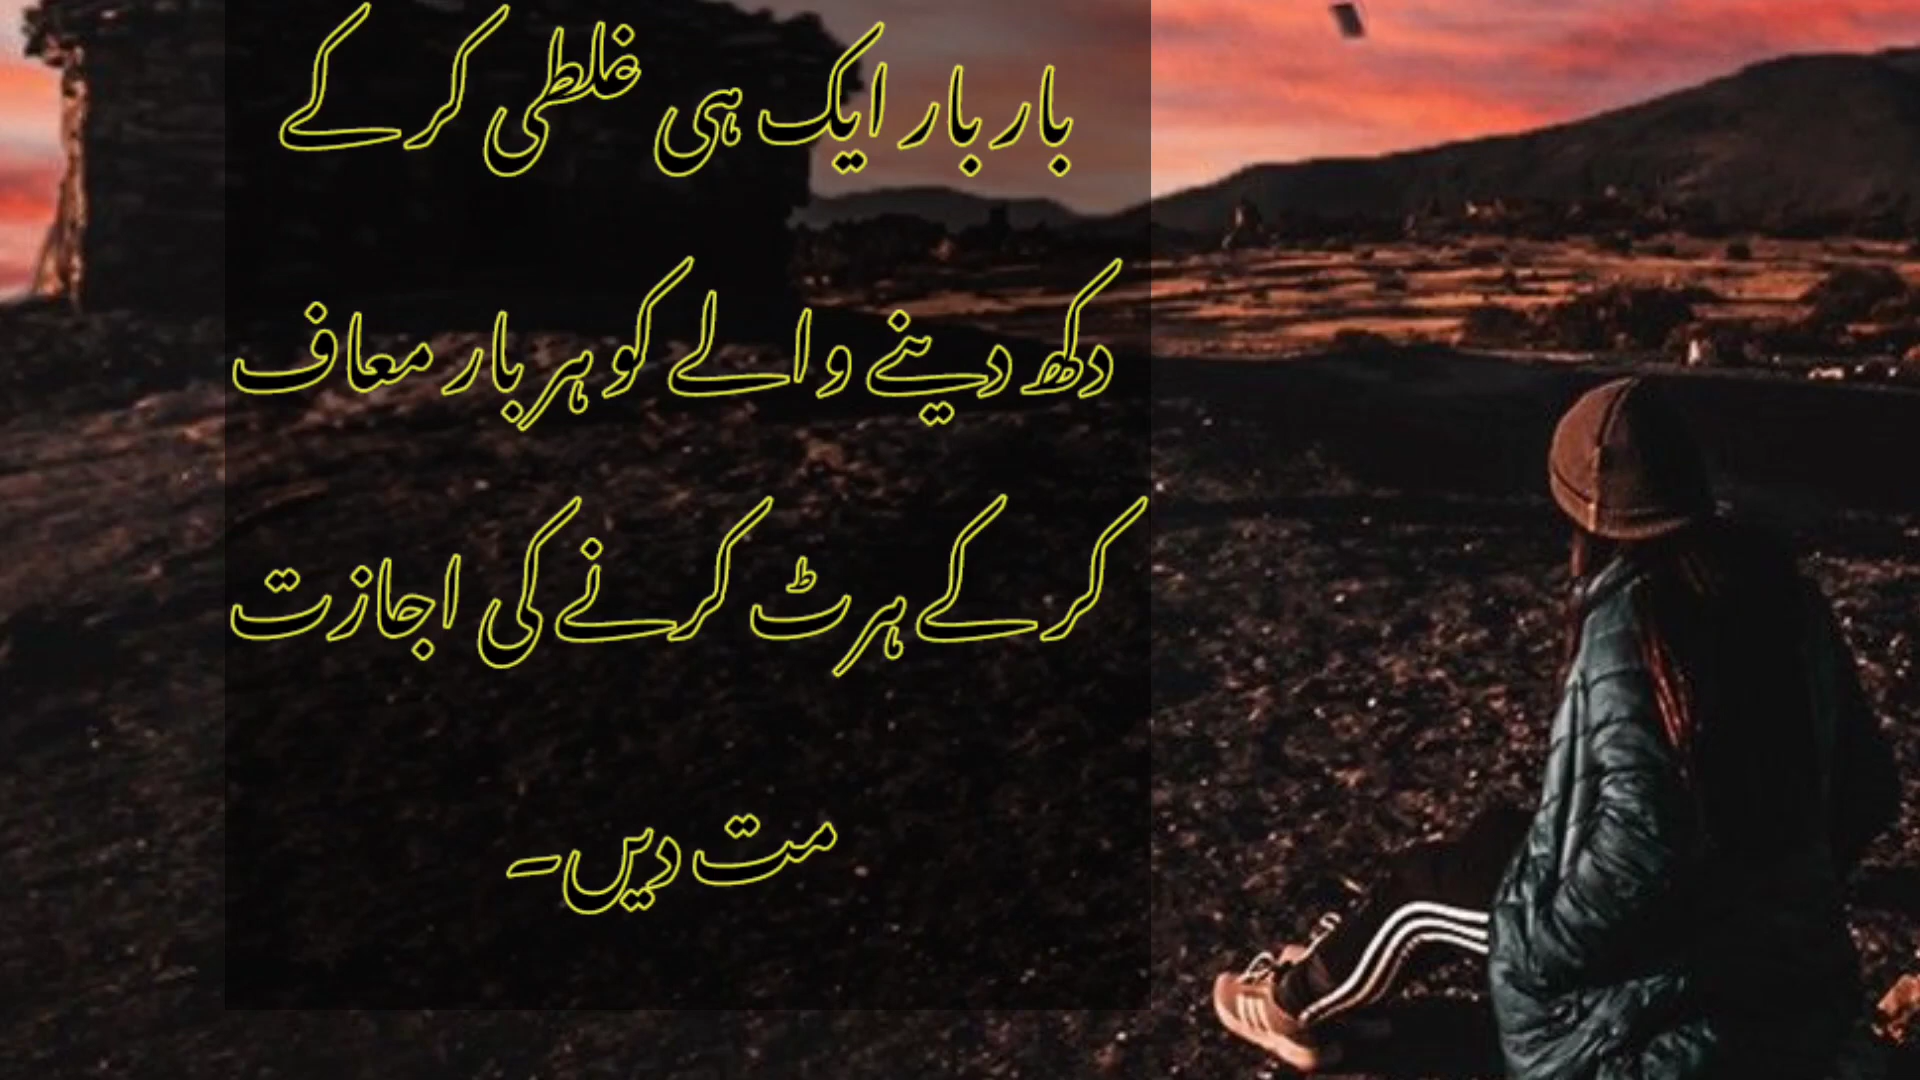 بار بار ایک ہی غلطی کر کے
دکھ دینے والے کو ہر بار معاف
کر کے ہرٹ کرنے کی اجازت
مت دیں۔